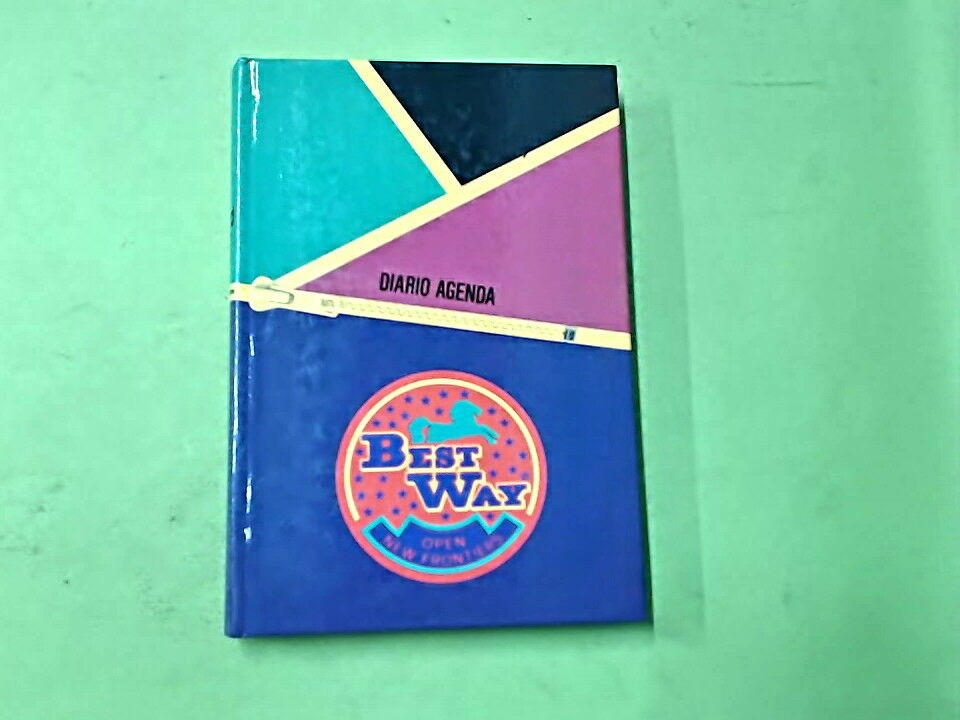 DIARIO AGENDA
BEST
WAY
OPEN
NEW FRONTIERS